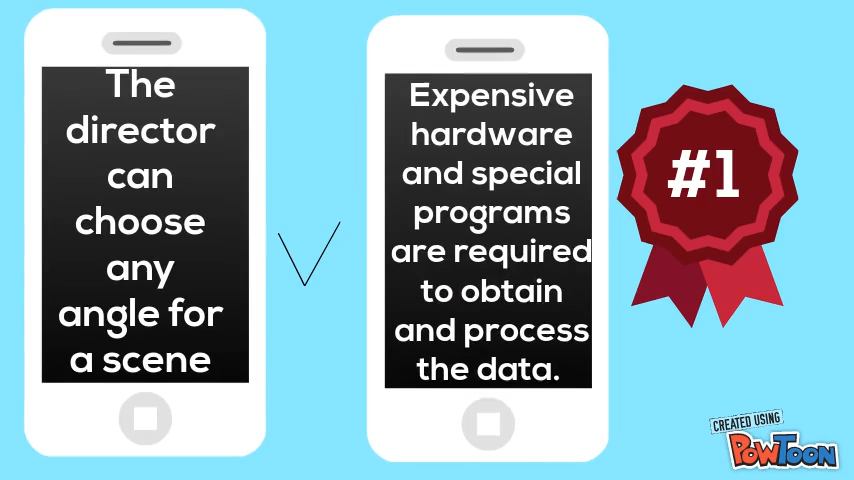 The
director
can
choose
any
angle for
a scene
Expensive
hardware
and special
programs
are required
to obtain
and process
the data.
#1
CREATED USING
POWTOON